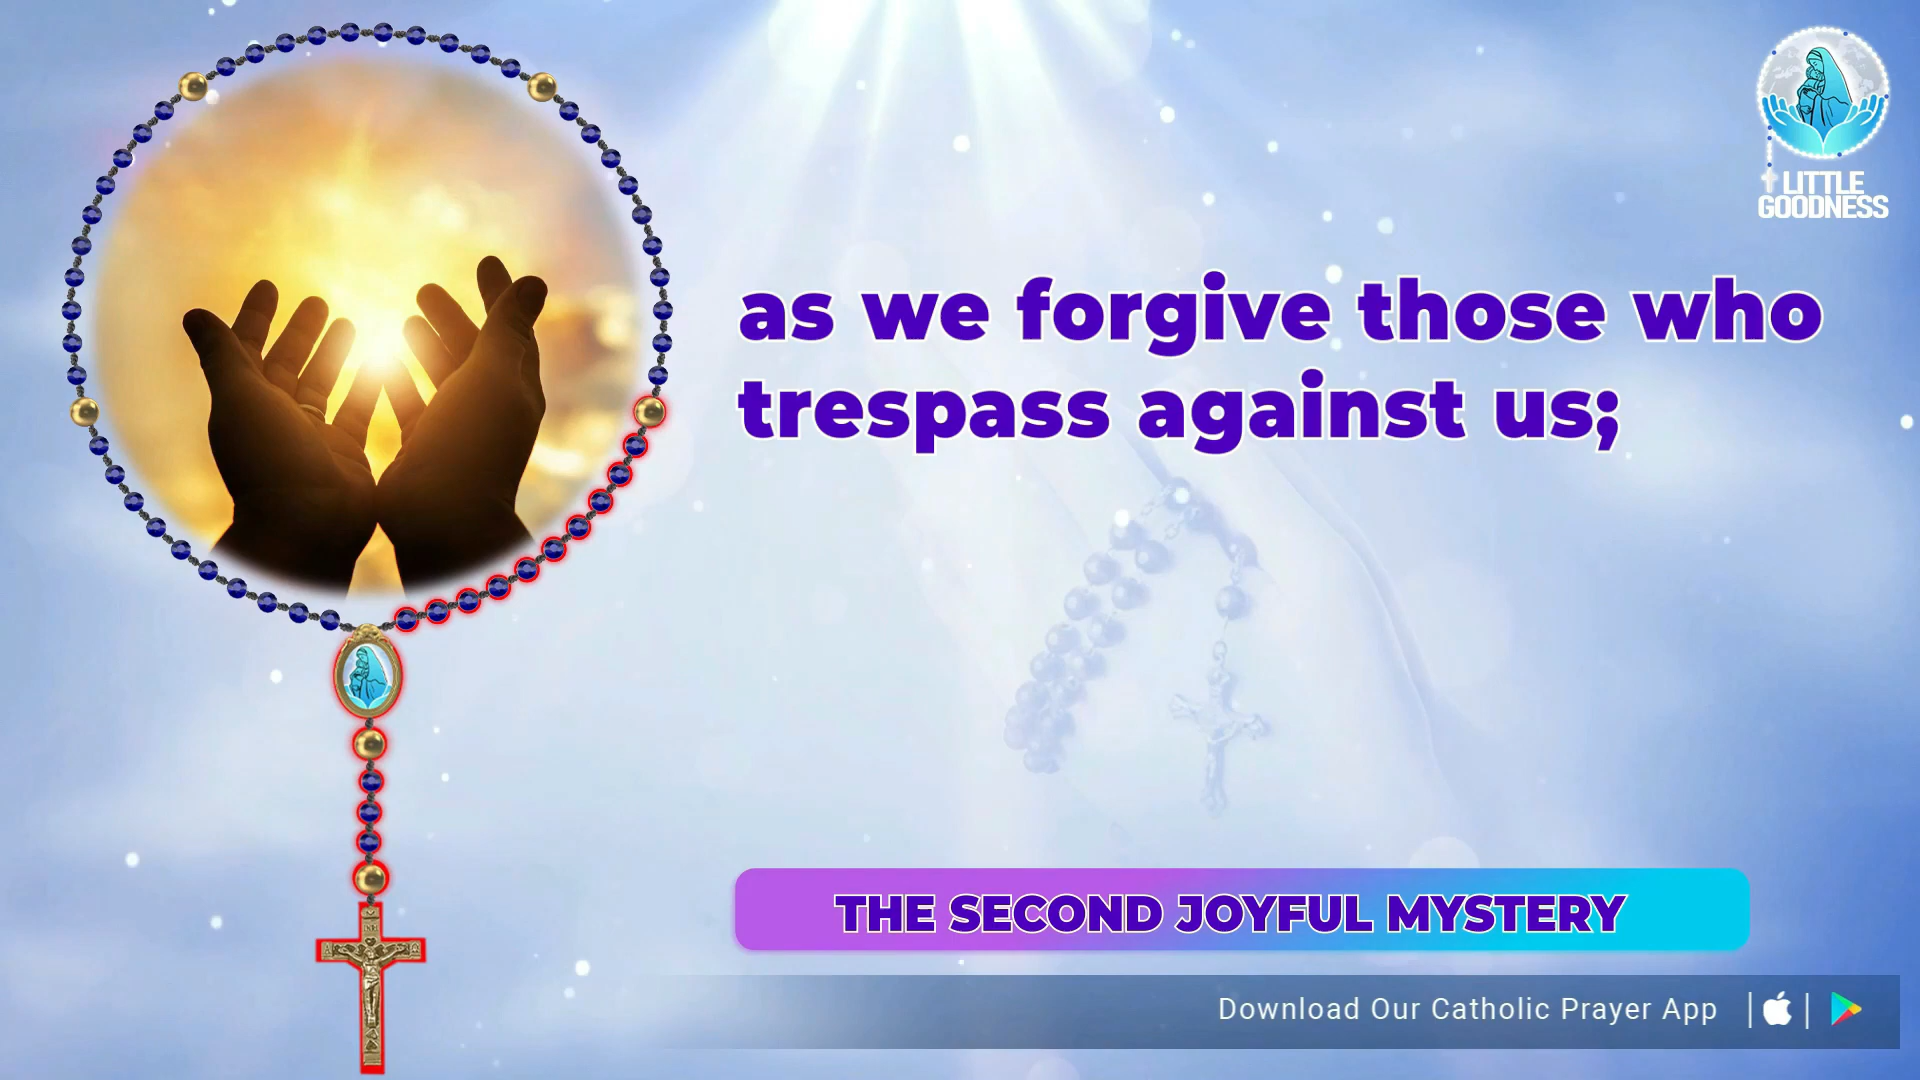 LITTLE
GOODNESS
as we forgive those who
trespass against us;
THE SECOND JOYFUL MYSTERY
Download Our Catholic Prayer App